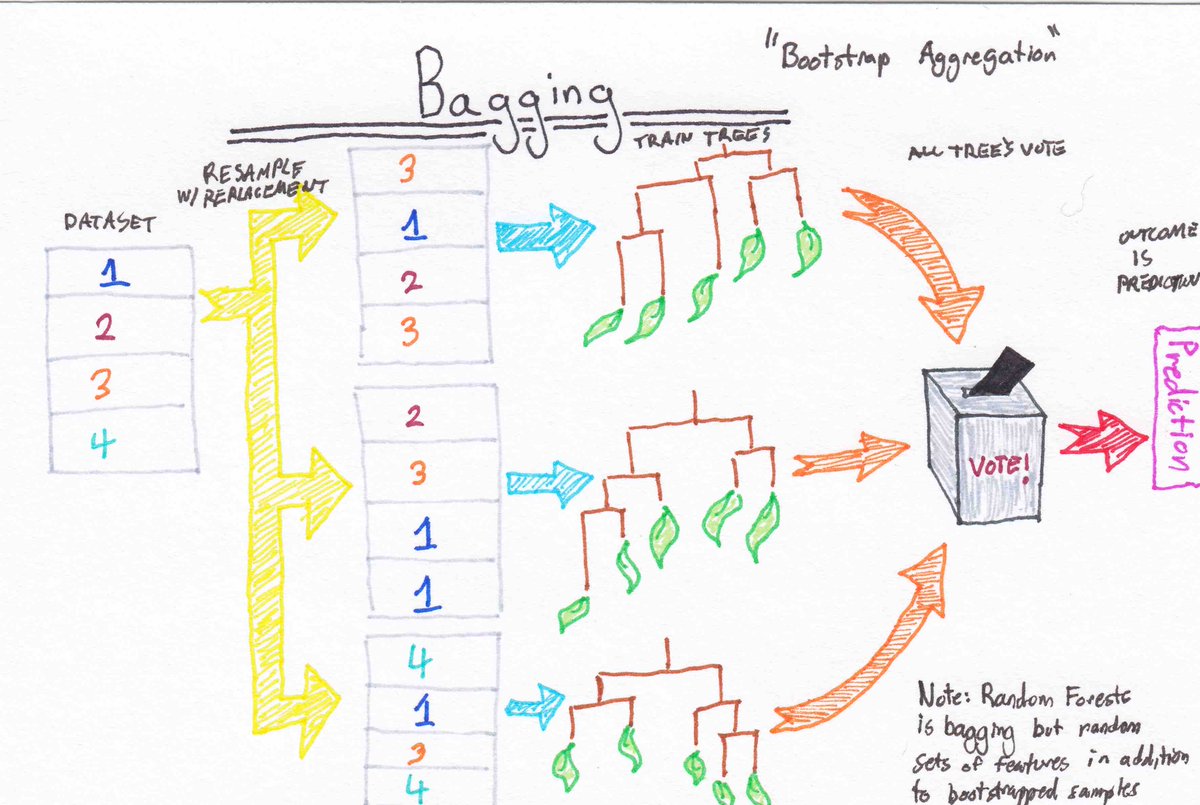 "Bootstrap Aggregation"
Bagging
TRAIN TREES
ALL TREE'S VOTE
RESAMPLE
W/ REPLACEMENT
DATASET
1
2
3
4
3
1
2
3
2
3
1
1
4
1
3
4
OUTCOME
IS
PREDICTION
VOTE!
Prediction
Note: Random Forests
is bagging but random
sets of features in addition
to bootstrapped samples